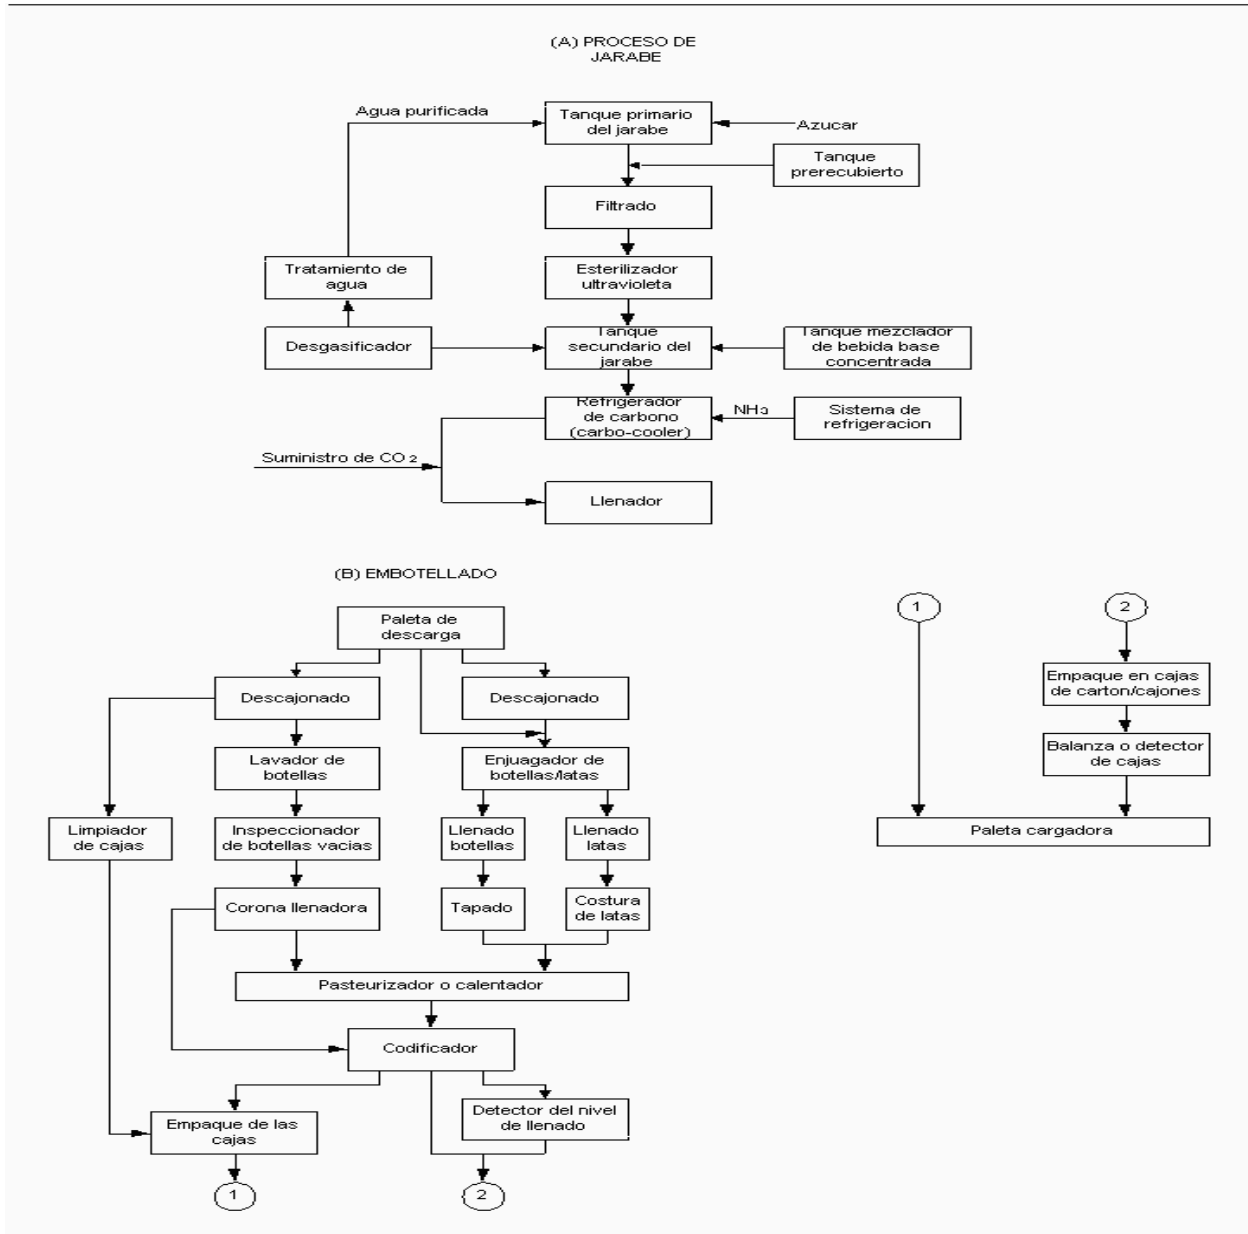 (A) PROCESO DE
JARABE
Agua purificada
Tanque primario
del jarabe
Azucar
Tanque
prerecubierto
Filtrado
Tratamiento de
agua
Esterilizador
ultravioleta
Desgasificador
Tanque
secundario del
jarabe
Tanque mezclador
de bebida base
concentrada
Refrigerador
de carbono
(carbo-cooler)
NH3
Sistema de
refrigeracion
Suministro de CO2
Llenador
(B) EMBOTELLADO
Paleta de
descarga
Descajonado
Descajonado
Lavador de
botellas
Enjuagador de
botellas/latas
Limpiador
de cajas
Inspeccionador
de botellas vacias
Llenado
botellas
Llenado
latas
Corona llenadora
Tapado
Costura
de latas
Pasteurizador o calentador
Codificador
Empaque de las
cajas
Detector del nivel
de llenado
1
2
1
2
Empaque en cajas
de carton/cajones
Balanza o detector
de cajas
Paleta cargadora